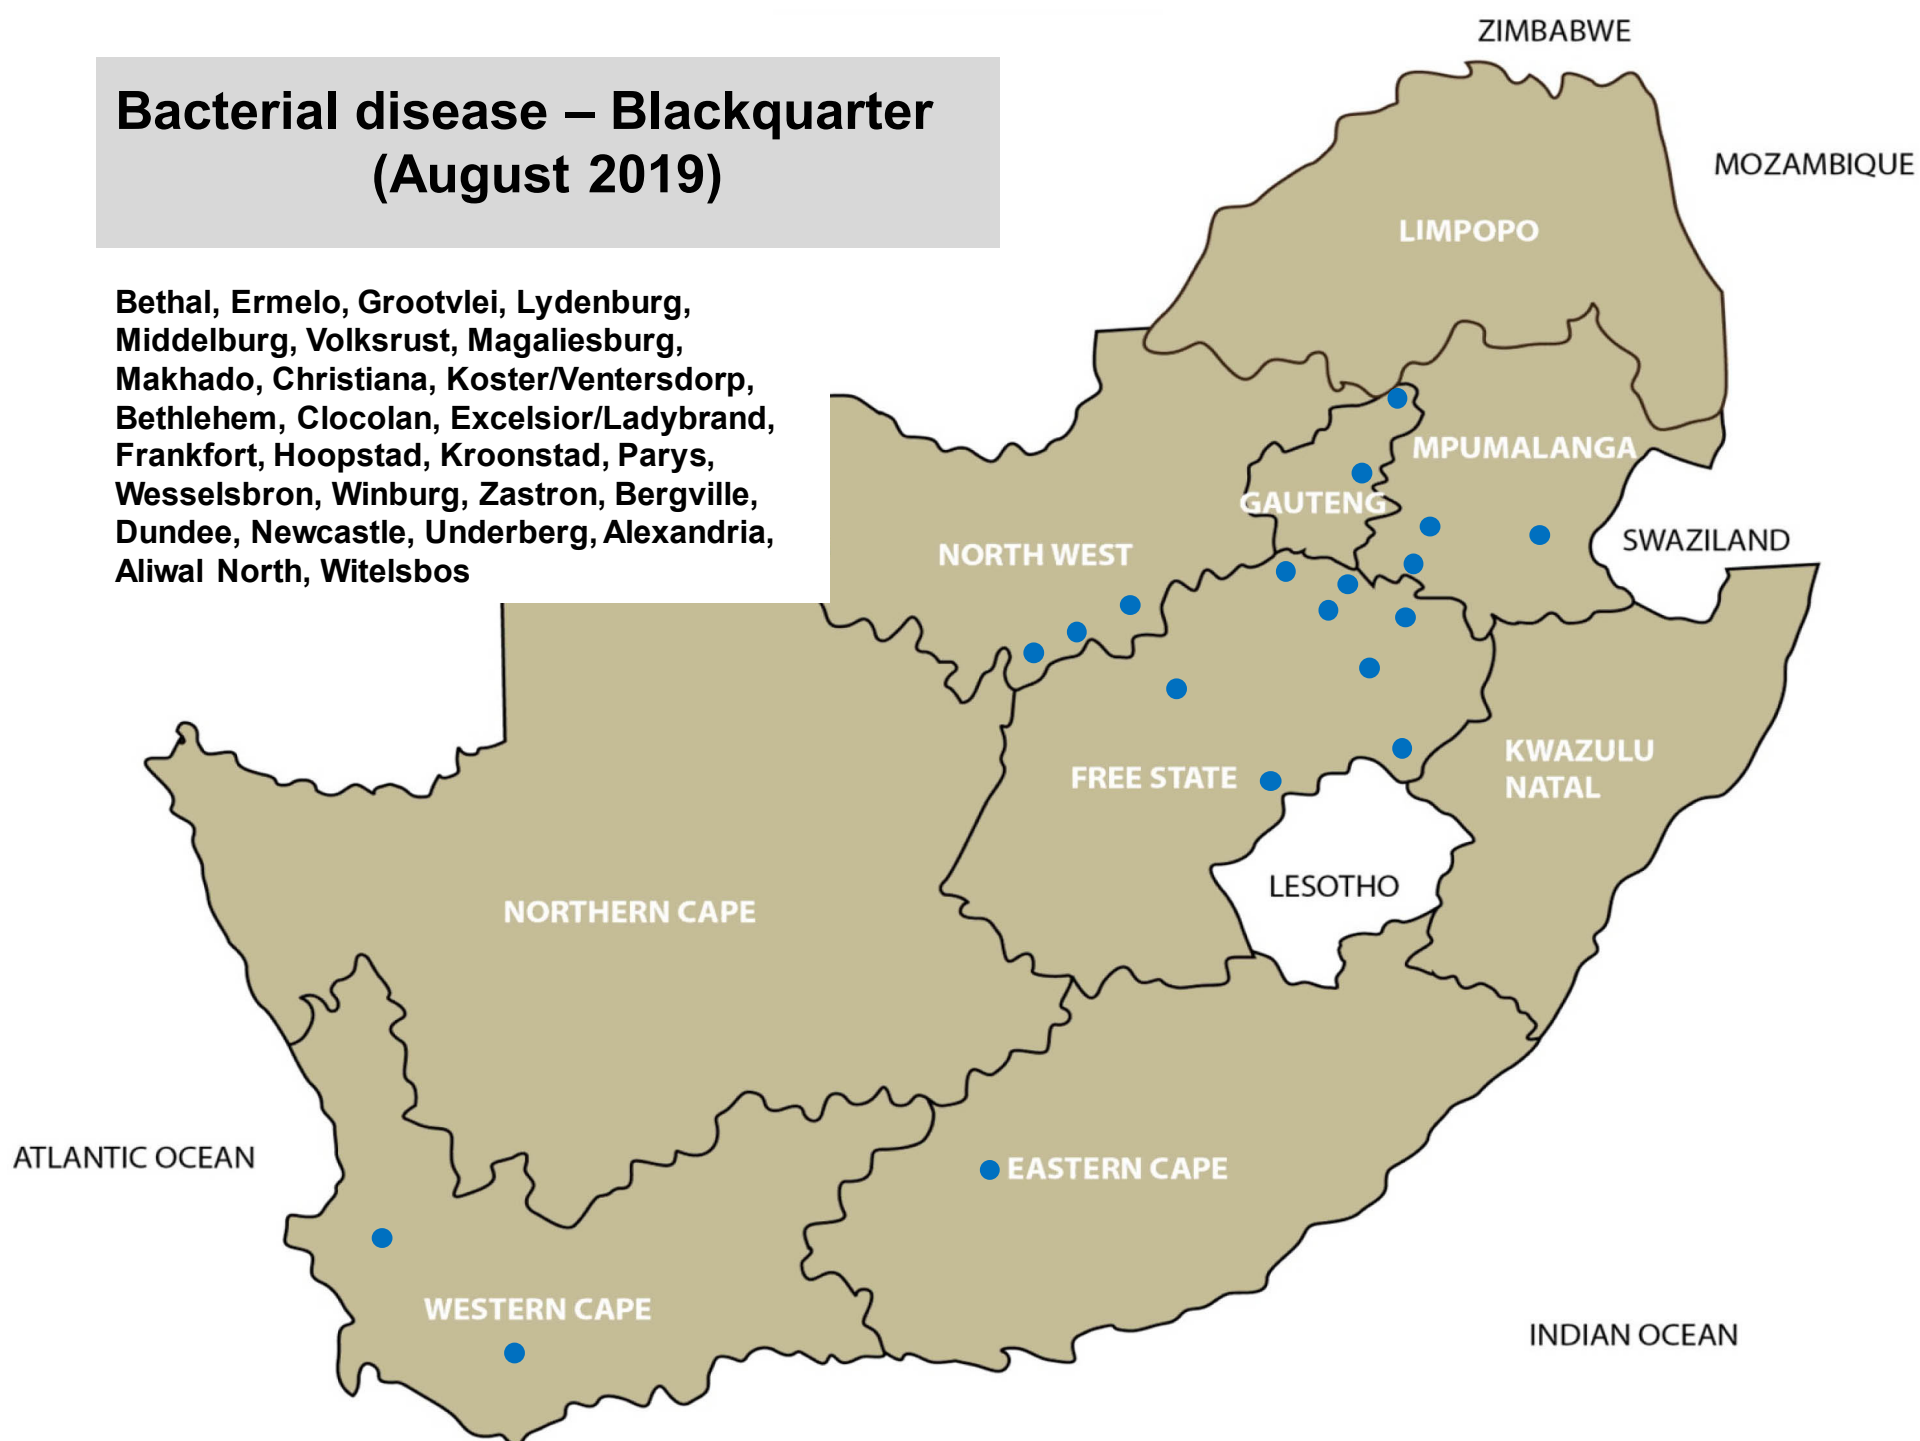 Bacterial disease – Blackquarter
(August 2019)
Bethal, Ermelo, Grootvlei, Lydenburg,
Middelburg, Volksrust, Magaliesburg,
Makhado, Christiana, Koster/Ventersdorp,
Bethlehem, Clocolan, Excelsior/Ladybrand,
Frankfort, Hoopstad, Kroonstad, Parys,
Wesselsbron, Winburg, Zastron, Bergville,
Dundee, Newcastle, Underberg, Alexandria,
Aliwal North, Witelsbos
ZIMBABWE
MOZAMBIQUE
LIMPOPO
MPUMALANGA
GAUTENG
SWAZILAND
NORTH WEST
KWAZULU
NATAL
FREE STATE
LESOTHO
NORTHERN CAPE
ATLANTIC OCEAN
EASTERN CAPE
WESTERN CAPE
INDIAN OCEAN